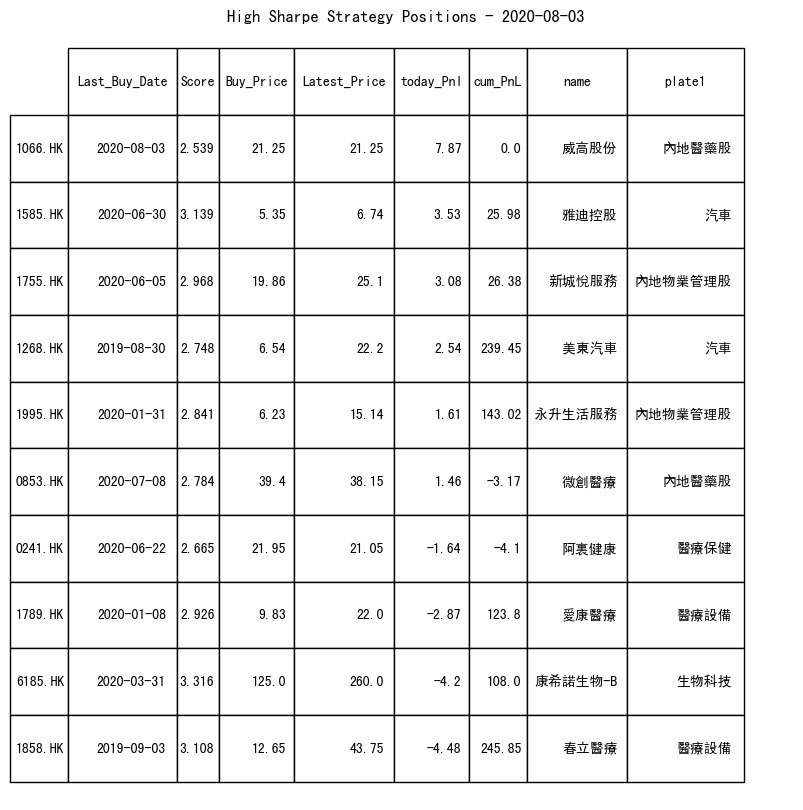 High Sharpe Strategy Positions - 2020-08-03
Last_Buy_Date Score Buy_Price Latest_Price today_Pnl cum_PnL name plate1
1066.HK 2020-08-03 2.539 21.25 21.25 7.87 0.0 威高股份 內地醫藥股
1585.HK 2020-06-30 3.139 5.35 6.74 3.53 25.98 雅迪控股 汽車
1755.HK 2020-06-05 2.968 19.86 25.1 3.08 26.38 新城悅服務 內地物業管理股
1268.HK 2019-08-30 2.748 6.54 22.2 2.54 239.45 美東汽車 汽車
1995.HK 2020-01-31 2.841 6.23 15.14 1.61 143.02 永升生活服務 內地物業管理股
0853.HK 2020-07-08 2.784 39.4 38.15 1.46 -3.17 微創醫療 內地醫藥股
0241.HK 2020-06-22 2.665 21.95 21.05 -1.64 -4.1 阿裏健康 醫療保健
1789.HK 2020-01-08 2.926 9.83 22.0 -2.87 123.8 愛康醫療 醫療設備
6185.HK 2020-03-31 3.316 125.0 260.0 -4.2 108.0 康希諾生物-B 生物科技
1858.HK 2019-09-03 3.108 12.65 43.75 -4.48 245.85 春立醫療 醫療設備